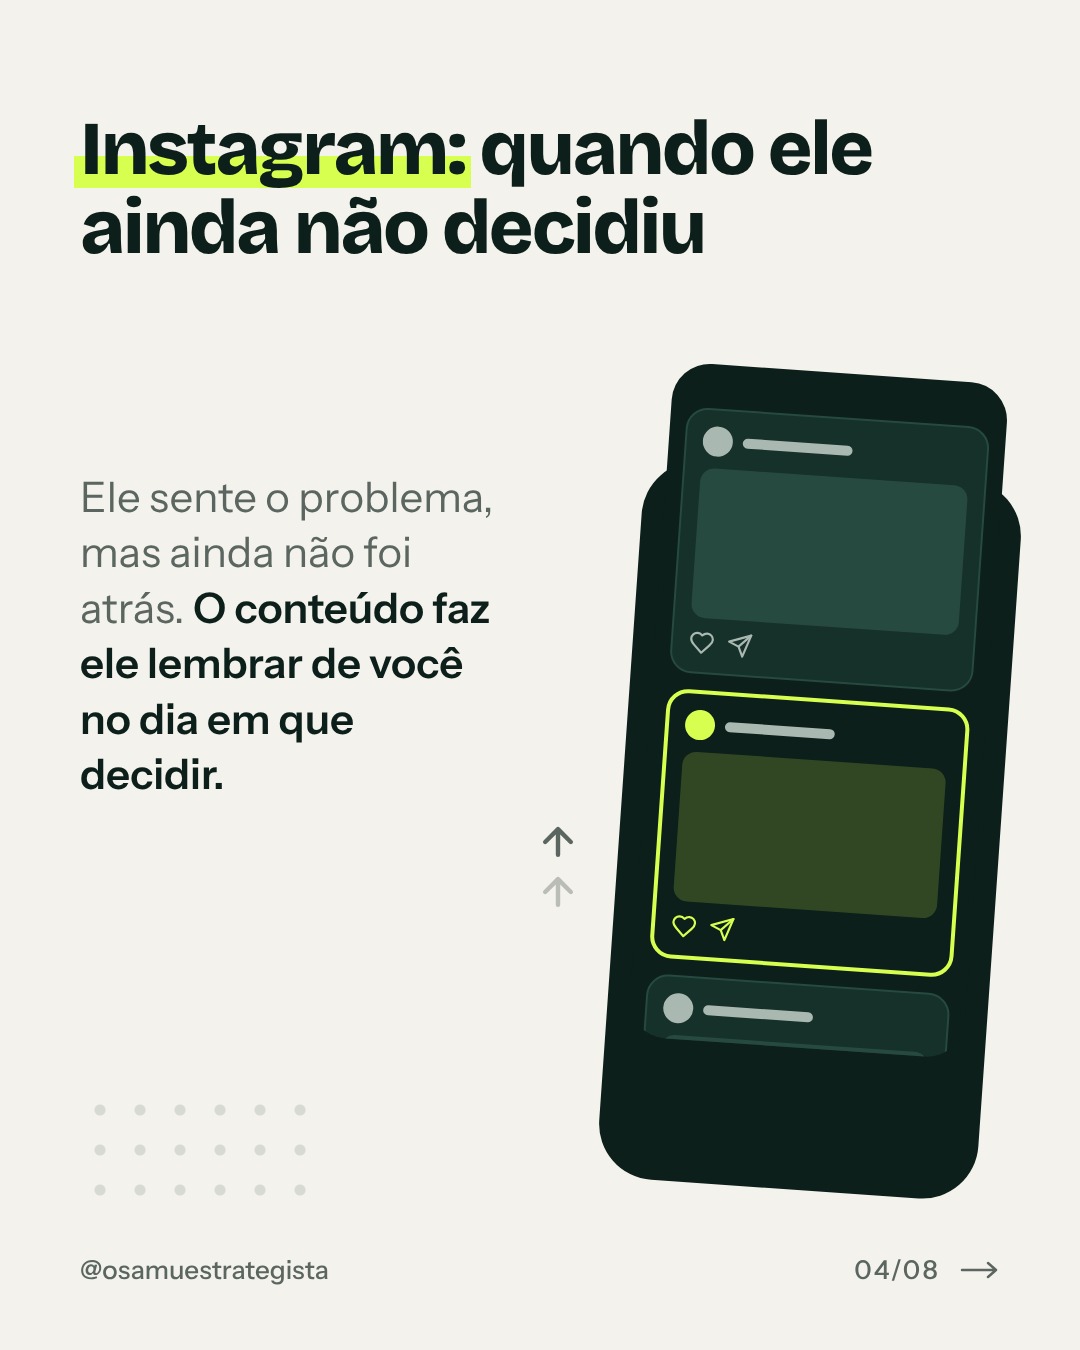 Instagram: quando ele
ainda não decidiu
Ele sente o problema,
mas ainda não foi
atrás. O conteúdo faz
ele lembrar de você
no dia em que
decidir.
@osamuestrategista
04/08